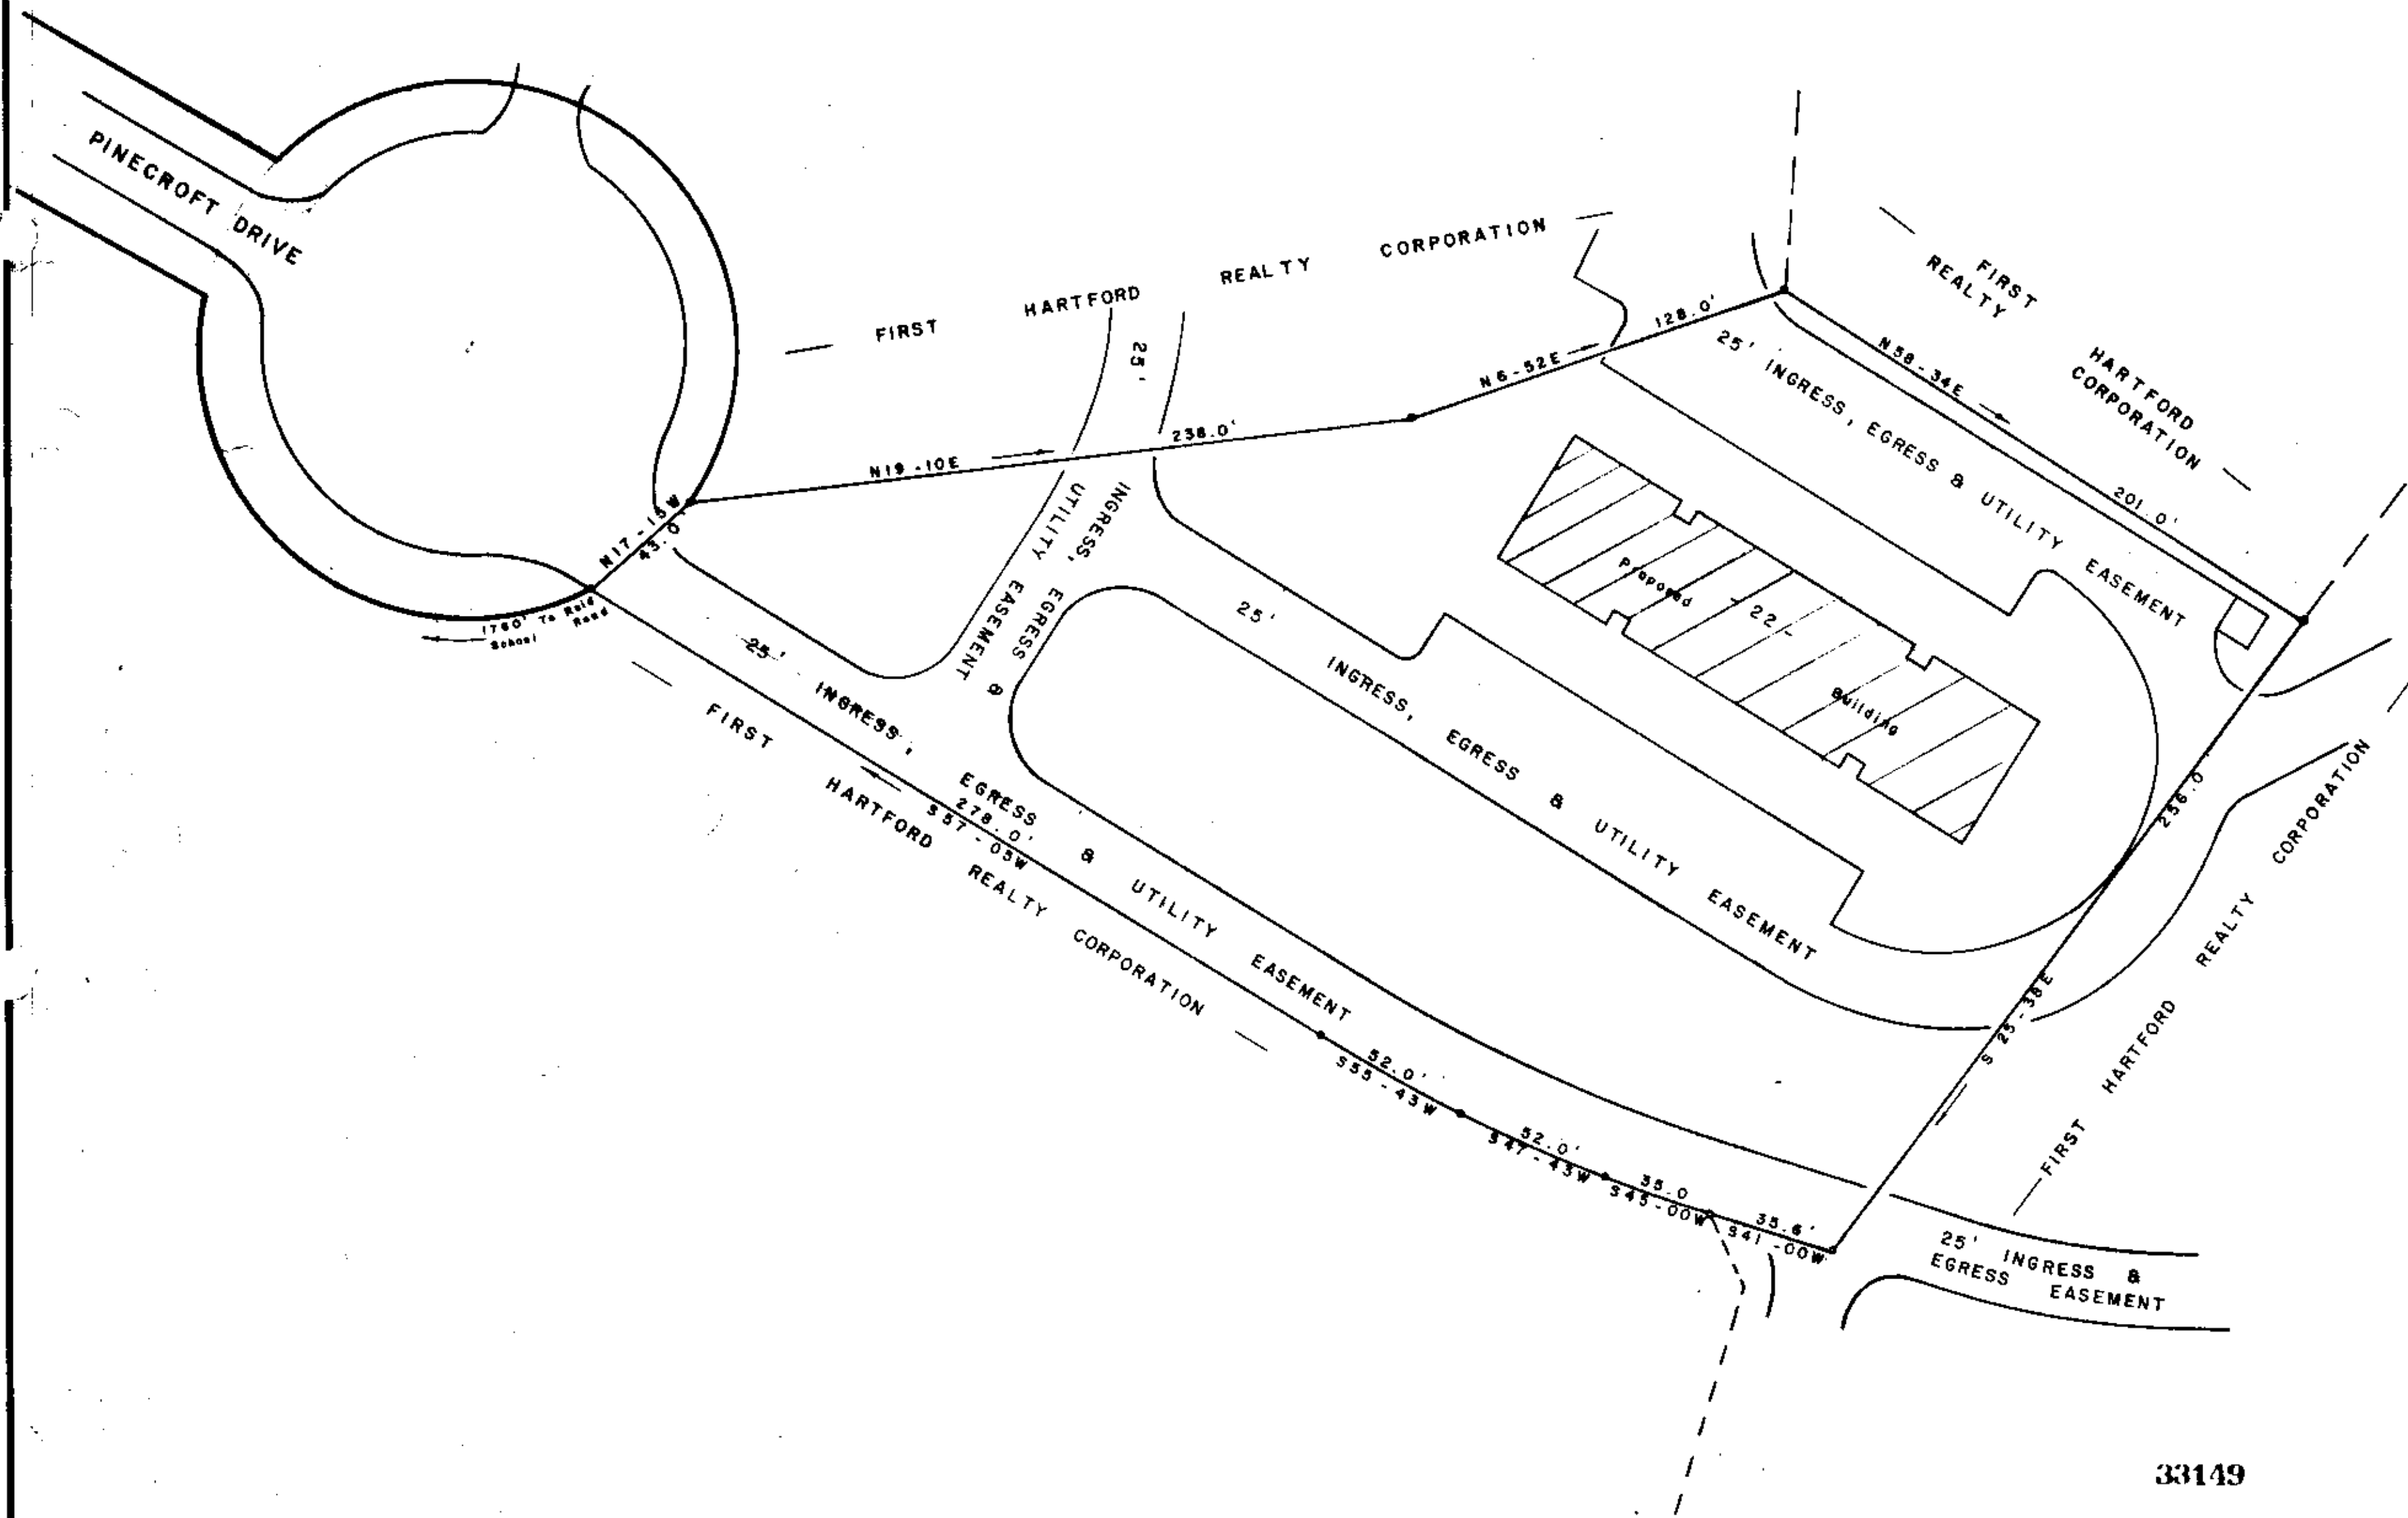 PINECROFT DRIVE
FIRST HARTFORD REALTY CORPORATION
25'
FIRST HARTFORD
REALTY CORPORATION
N6-52E
128.0'
N58-34E
201.0'
25' INGRESS, EGRESS & UTILITY EASEMENT
N19-10E
238.0'
N17-15W
43.0'
1760' To Reid
School Road
INGRESS, EGRESS &
UTILITY EASEMENT
Proposed -22- Building
25' INGRESS, EGRESS & UTILITY EASEMENT
25' INGRESS, EGRESS & UTILITY EASEMENT
278.0'
S57-05W
FIRST HARTFORD REALTY CORPORATION
256.0'
S25-38E
FIRST HARTFORD REALTY CORPORATION
52.0'
S55-43W
52.0'
S47-43W
35.0
S45-00W
35.6'
S41-00W
25' INGRESS &
EGRESS EASEMENT
33149